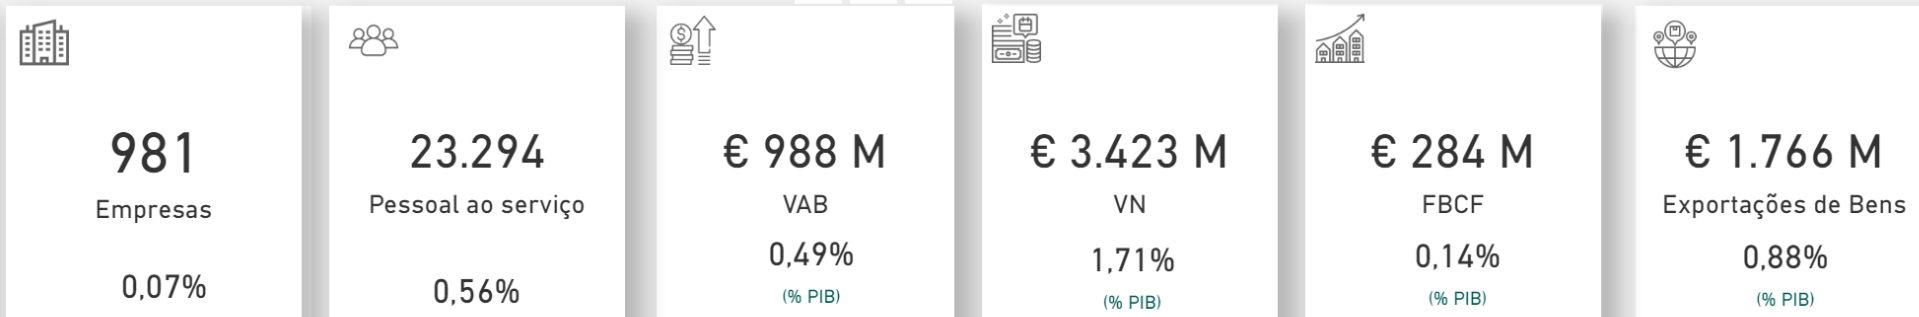 981
Empresas
0,07%
23.294
Pessoal ao serviço
0,56%
€ 988 M
VAB
0,49%
(% PIB)
€ 3.423 M
VN
1,71%
(% PIB)
€ 284 M
FBCF
0,14%
(% PIB)
€ 1.766 M
Exportações de Bens
0,88%
(% PIB)